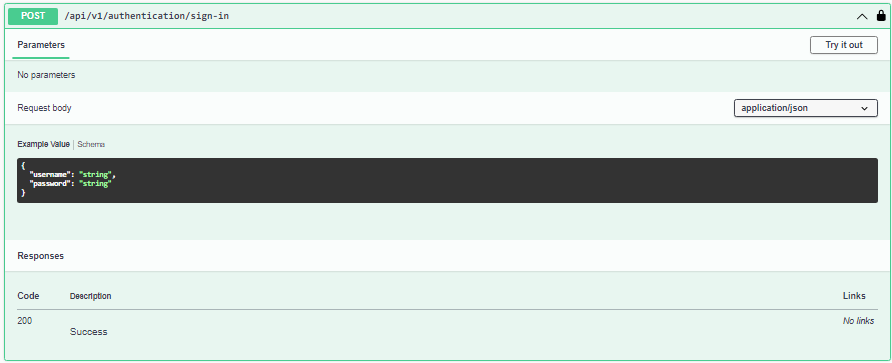 POST /api/v1/authentication/sign-in
Parameters Try it out
No parameters
Request body application/json
Example Value | Schema
{
"username": "string",
"password": "string"
}
Responses
Code Description Links
200 Success No links